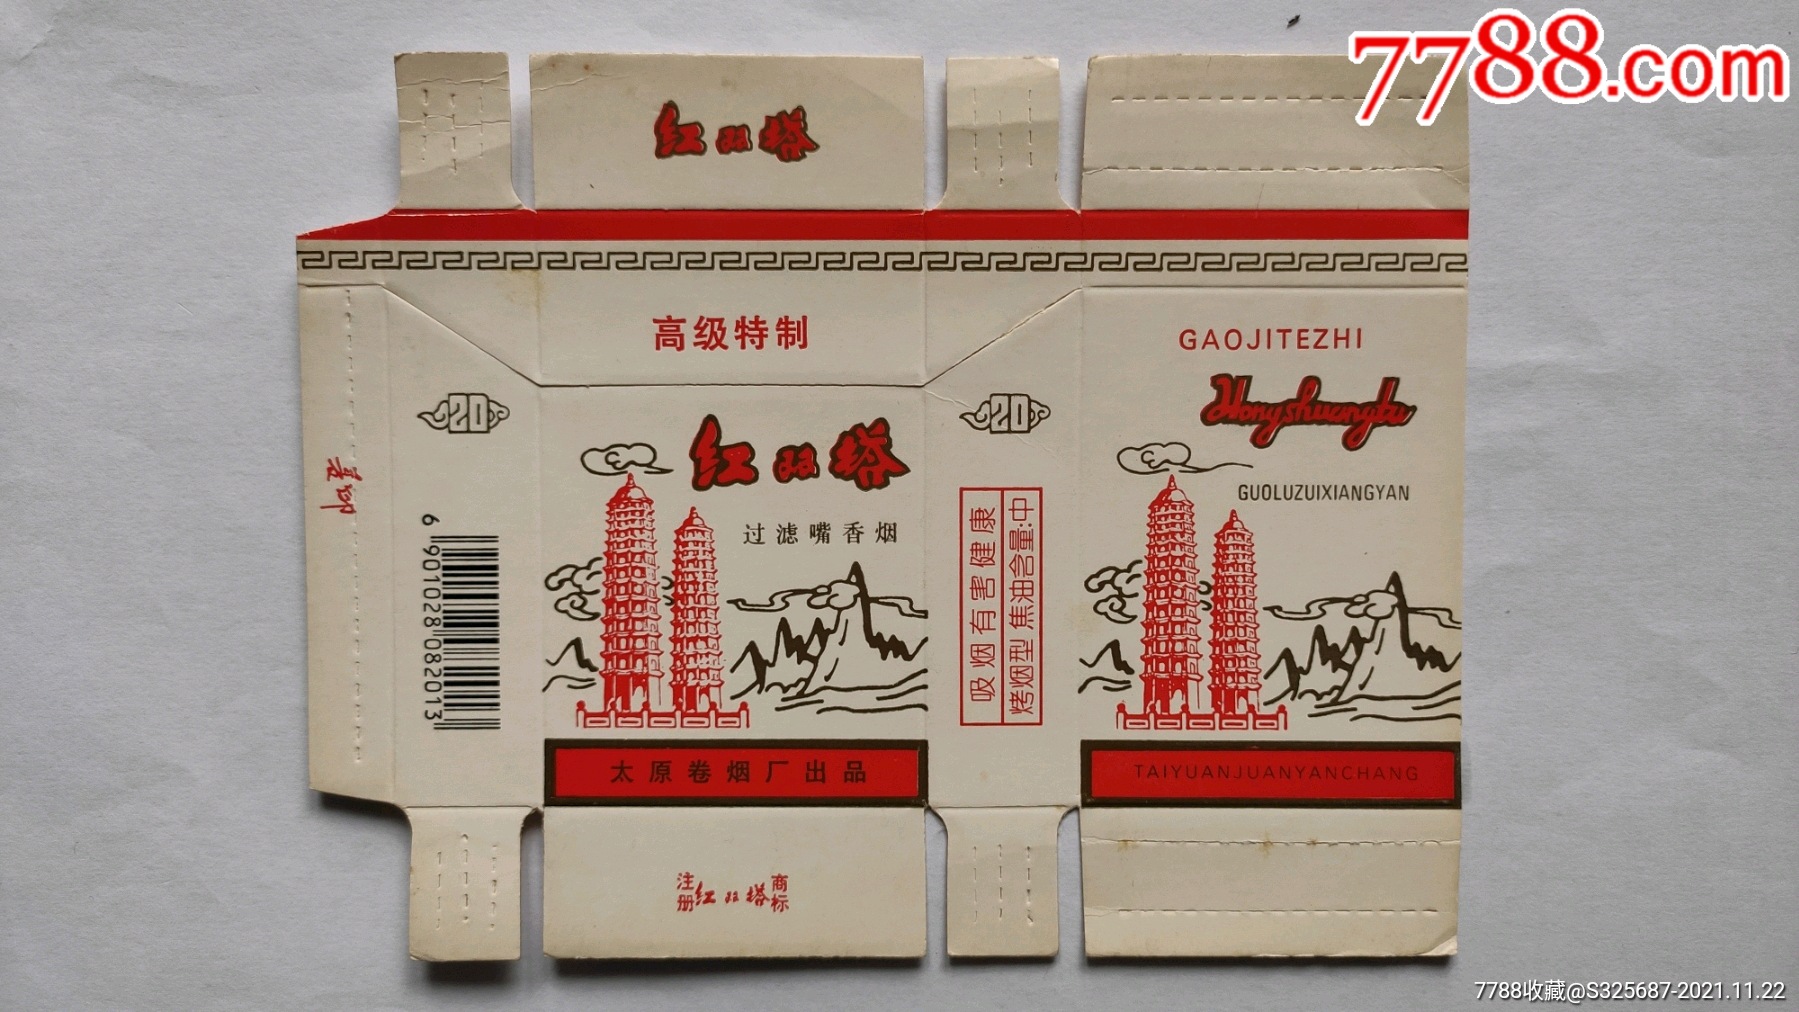 7788.com
红双塔
高级特制
GAOJITEZHI
20
红双塔
20
Hongshuangta
过滤嘴香烟
GUOLUZUIXIANGYAN
吸烟有害健康
烤烟型 焦油含量:中
6 901028 082013
太原卷烟厂出品
TAIYUANJUANYANCHANG
注册 红双塔 商标
7788收藏@S325687-2021.11.22